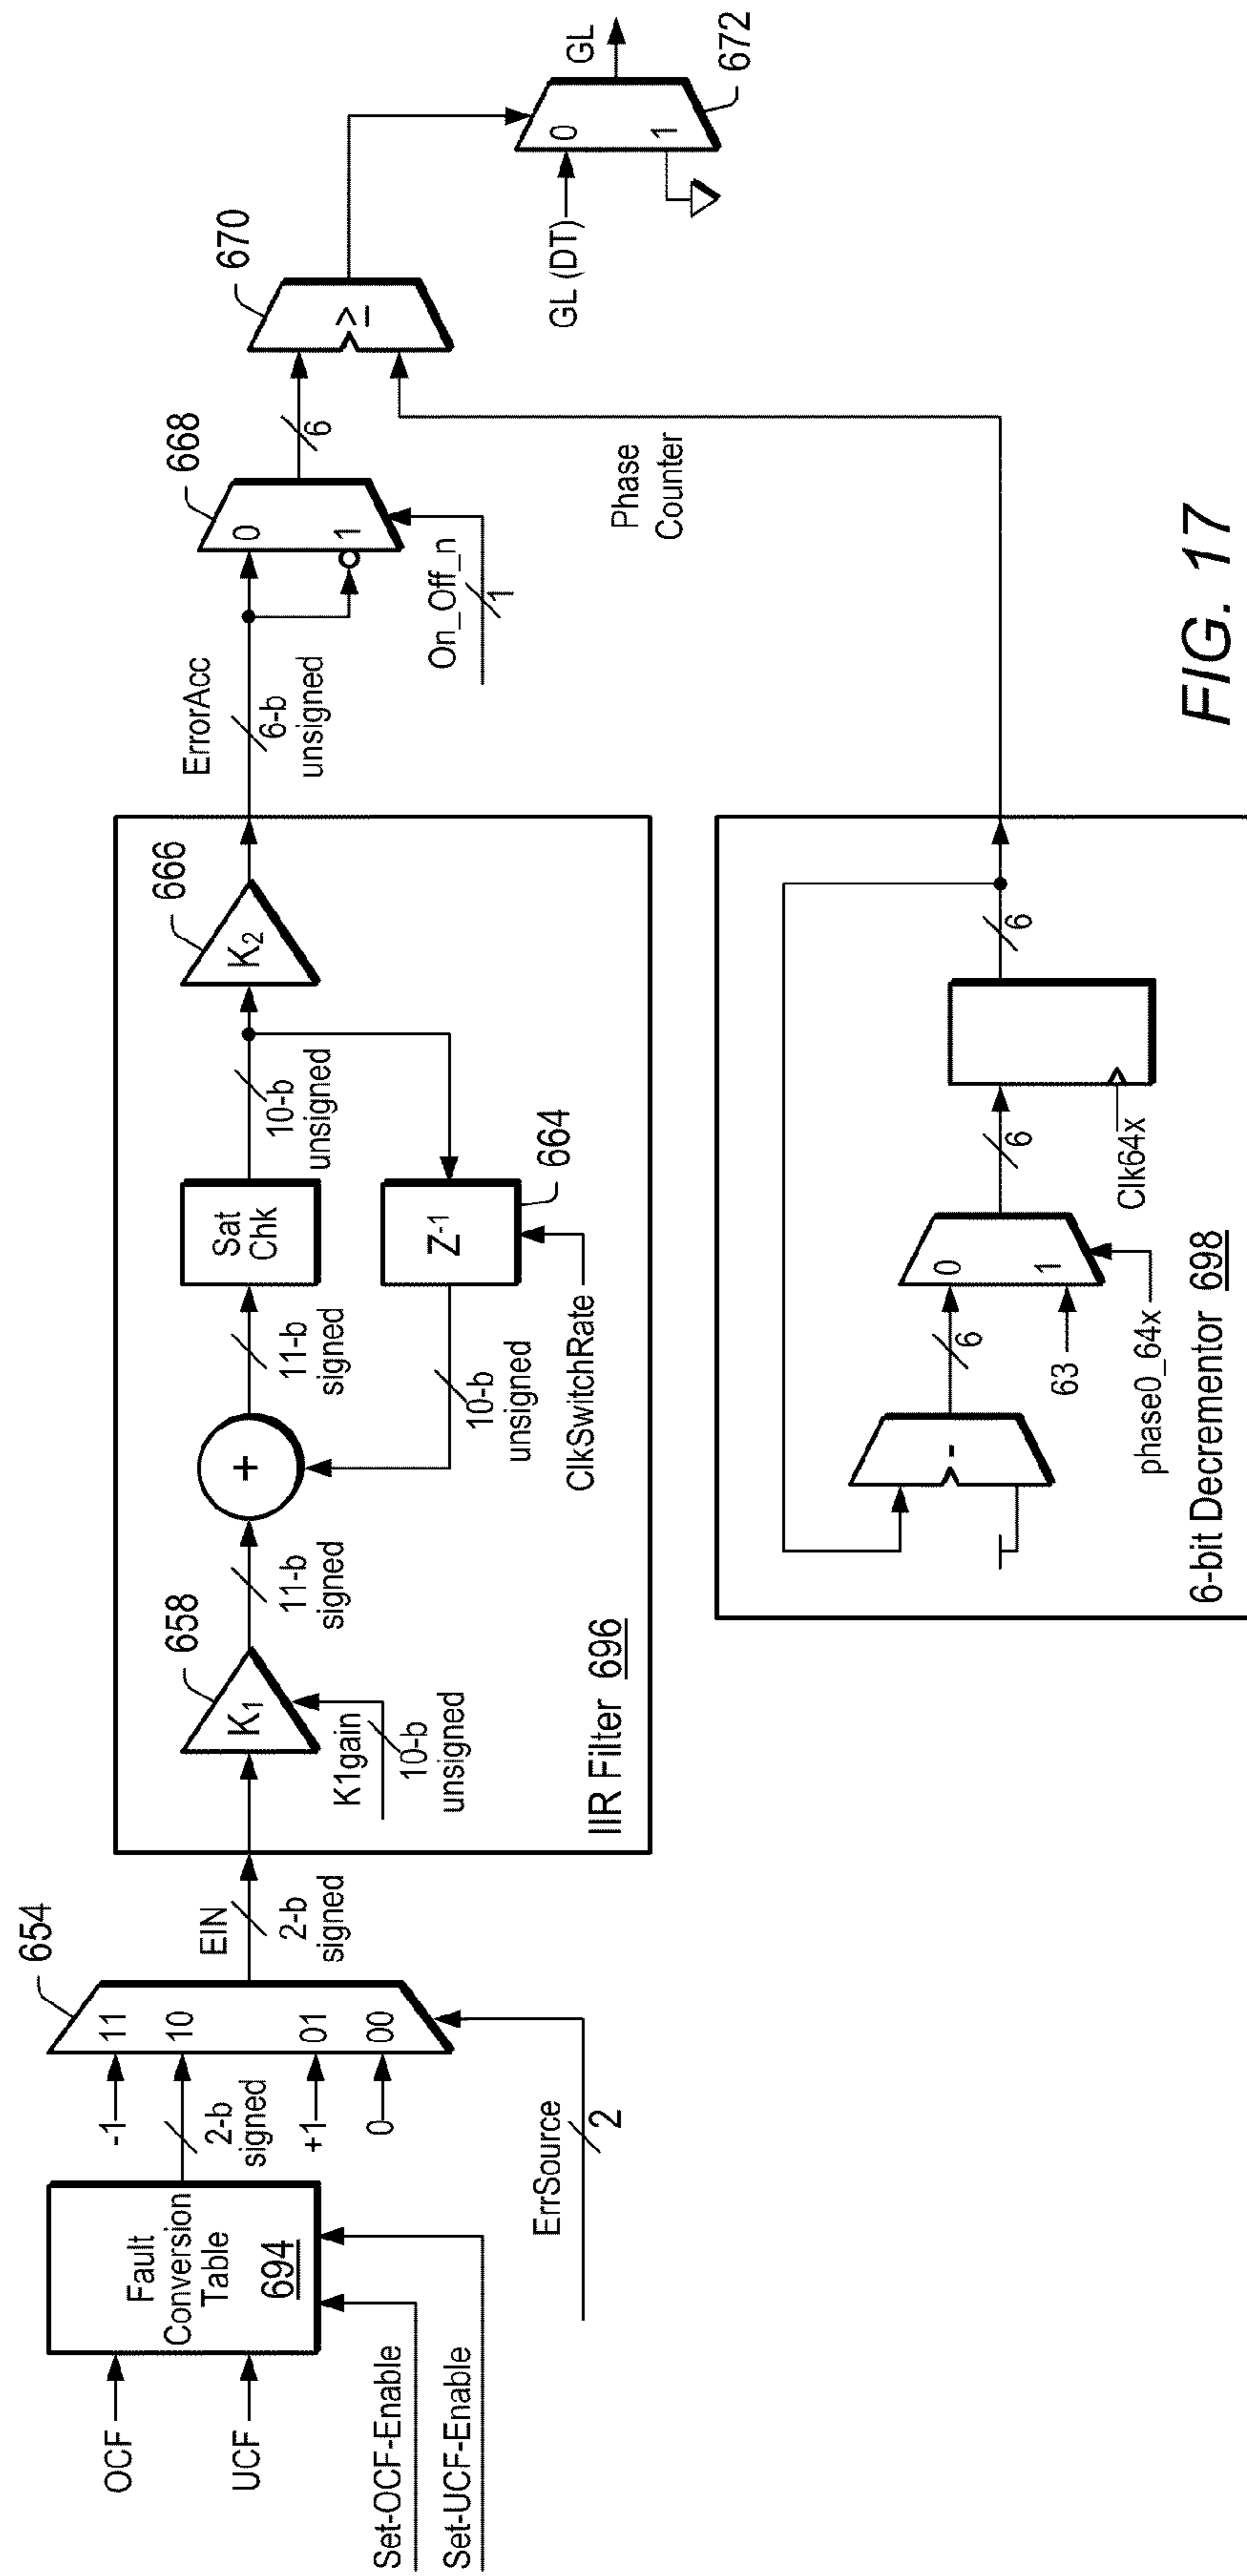 OCF
UCF
Set-OCF-Enable
Set-UCF-Enable
Fault
Conversion
Table
694
-1
2-b
signed
+1
0
11
10
01
00
654
ErrSource
2
EIN
2-b
signed
IIR Filter 696
K1
658
K1gain
10-b
unsigned
11-b
signed
+
11-b
signed
Sat
Chk
10-b
unsigned
Z-1
664
10-b
unsigned
ClkSwitchRate
K2
666
ErrorAcc
6-b
unsigned
0
1
668
On_Off_n
1
6
≥
670
Phase
Counter
GL (DT)
0
1
672
GL
6-bit Decrementor 698
-
6
0
1
63
phase0_64x
6
Clk64x
6
FIG. 17